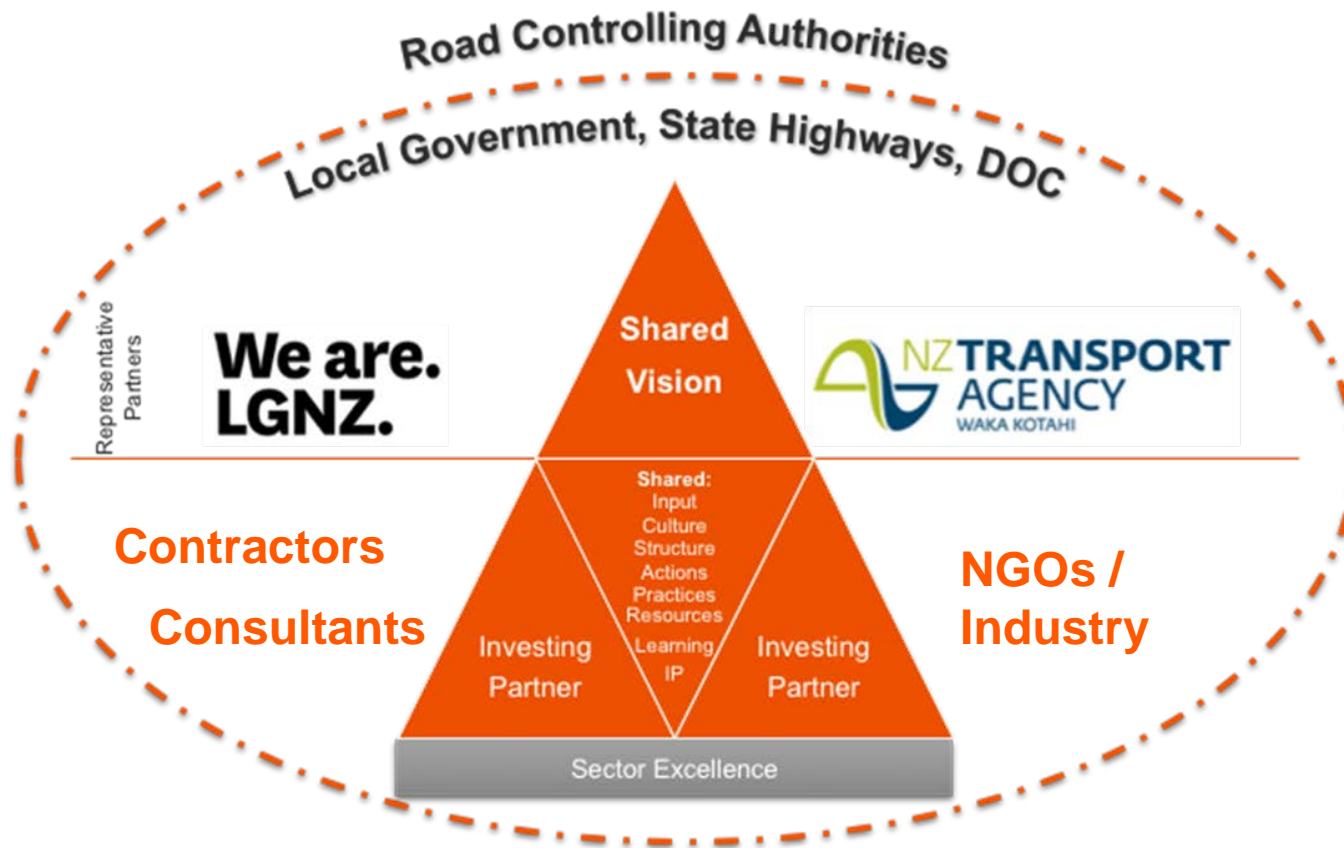 Road Controlling Authorities
Local Government, State Highways, DOC
Representative
Partners
We are.
LGNZ.
Shared
Vision
NZ TRANSPORT
AGENCY
WAKA KOTAHI
Shared:
Input
Culture
Structure
Actions
Practices
Resources
Learning
IP
Contractors
Consultants
Investing
Partner
Investing
Partner
NGOs /
Industry
Sector Excellence